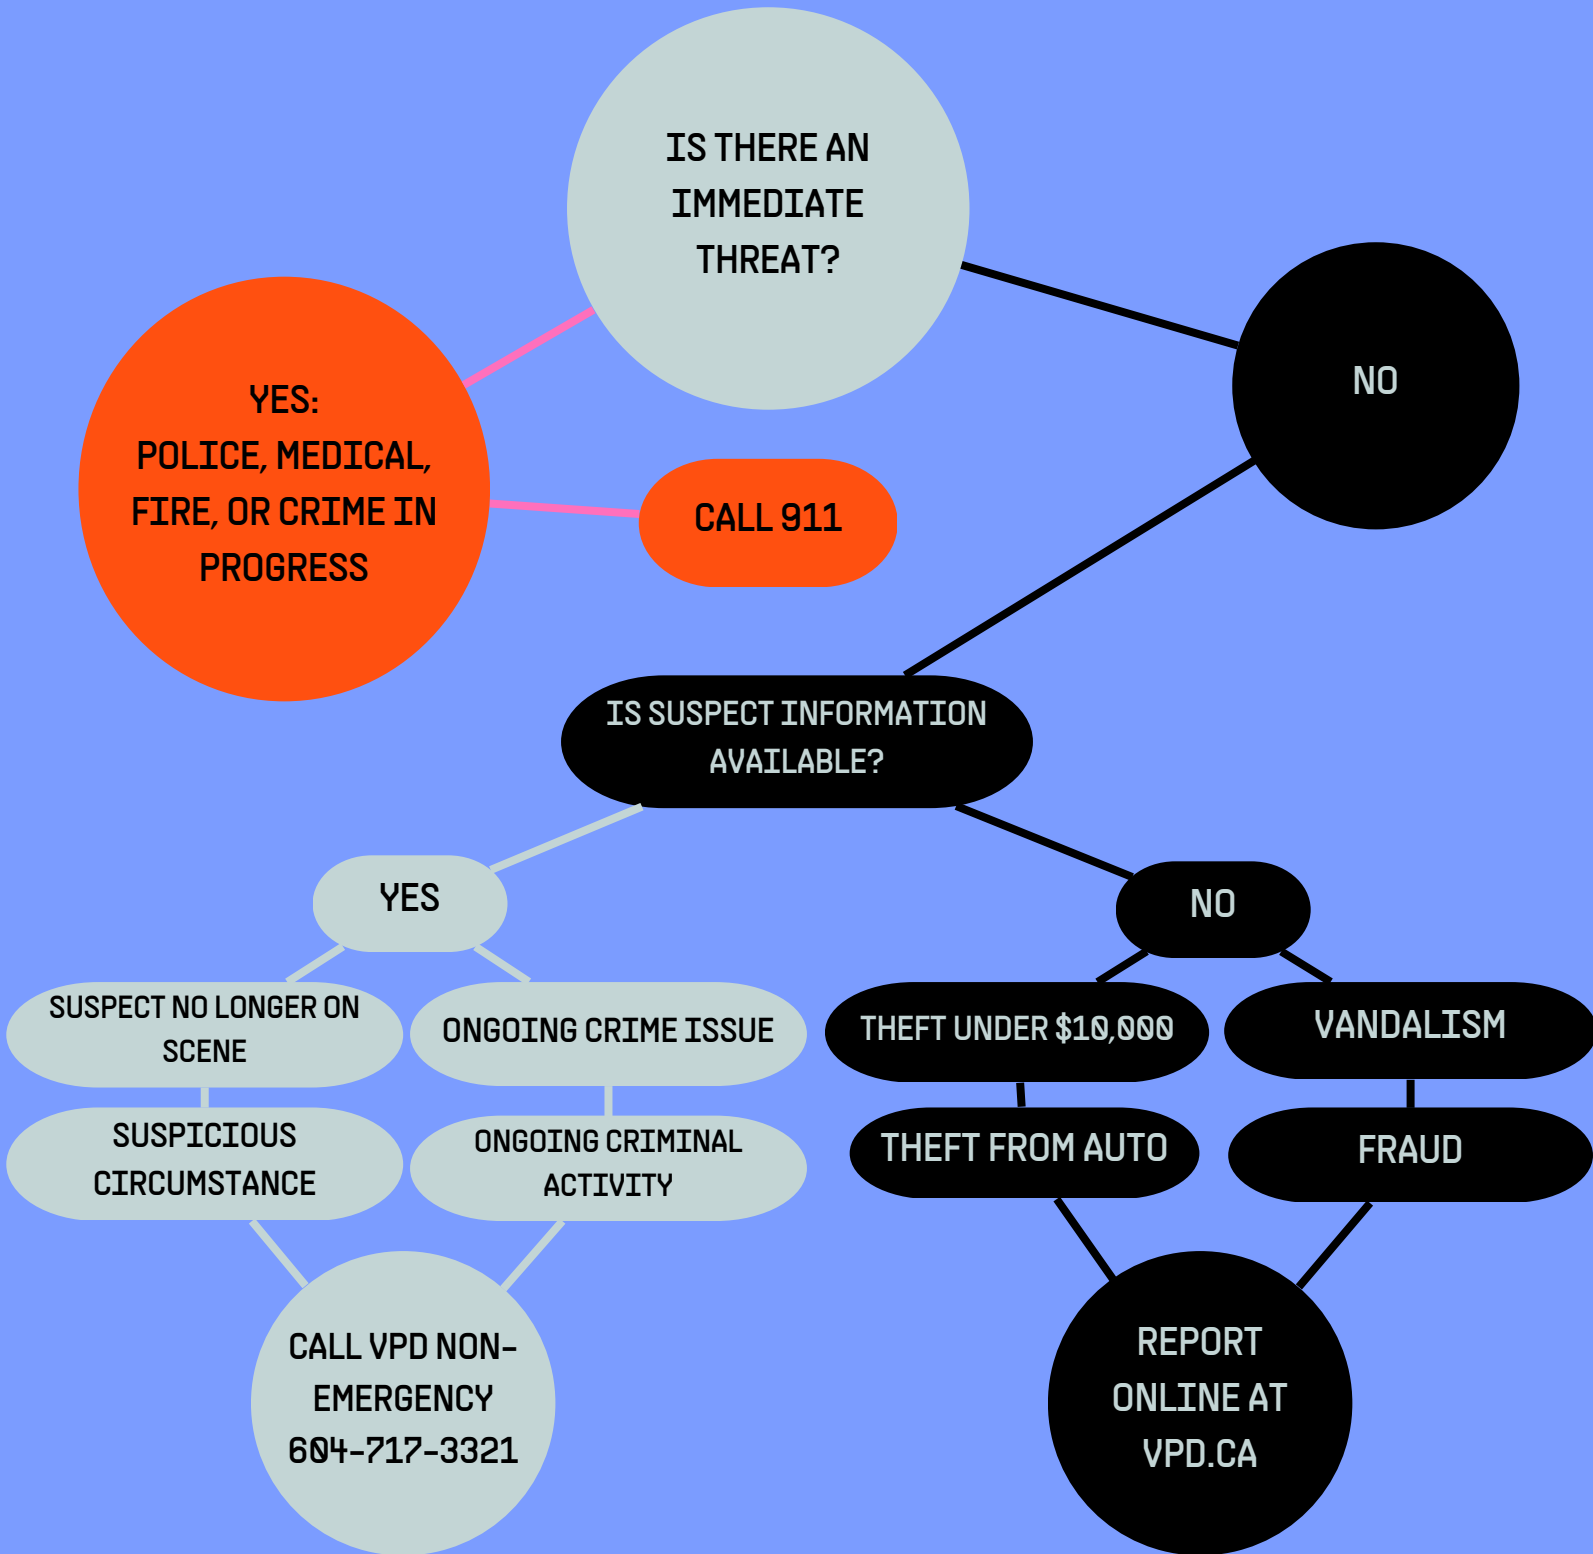 IS THERE AN
IMMEDIATE
THREAT?
NO
YES:
POLICE, MEDICAL,
FIRE, OR CRIME IN
PROGRESS
CALL 911
IS SUSPECT INFORMATION
AVAILABLE?
YES
NO
SUSPECT NO LONGER ON
SCENE
ONGOING CRIME ISSUE
THEFT UNDER $10,000
VANDALISM
SUSPICIOUS
CIRCUMSTANCE
ONGOING CRIMINAL
ACTIVITY
THEFT FROM AUTO
FRAUD
CALL VPD NON-
EMERGENCY
604-717-3321
REPORT
ONLINE AT
VPD.CA